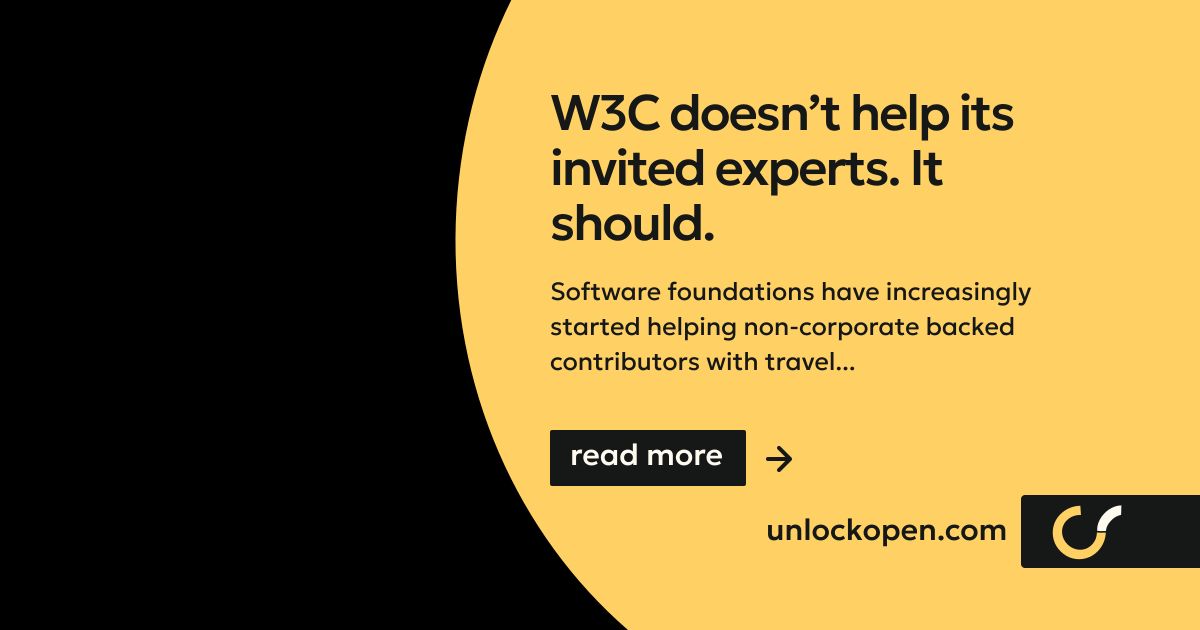 W3C doesn’t help its
invited experts. It
should.
Software foundations have increasingly
started helping non-corporate backed
contributors with travel...
read more
unlockopen.com